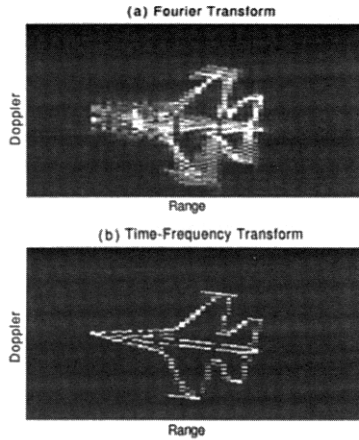 (a) Fourier Transform
Doppler
Range
(b) Time-Frequency Transform
Doppler
Range